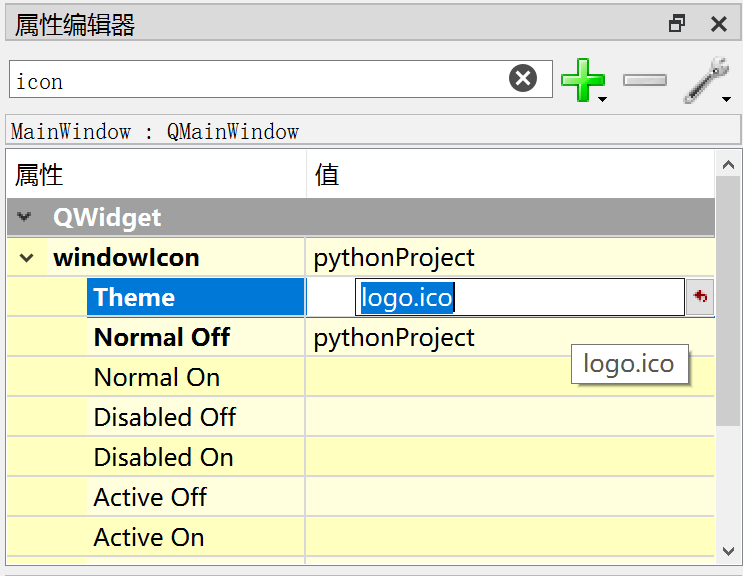 属性编辑器
icon
MainWindow : QMainWindow
属性 值
QWidget
windowIcon pythonProject
Theme logo.ico
Normal Off pythonProject
logo.ico
Normal On
Disabled Off
Disabled On
Active Off
Active On